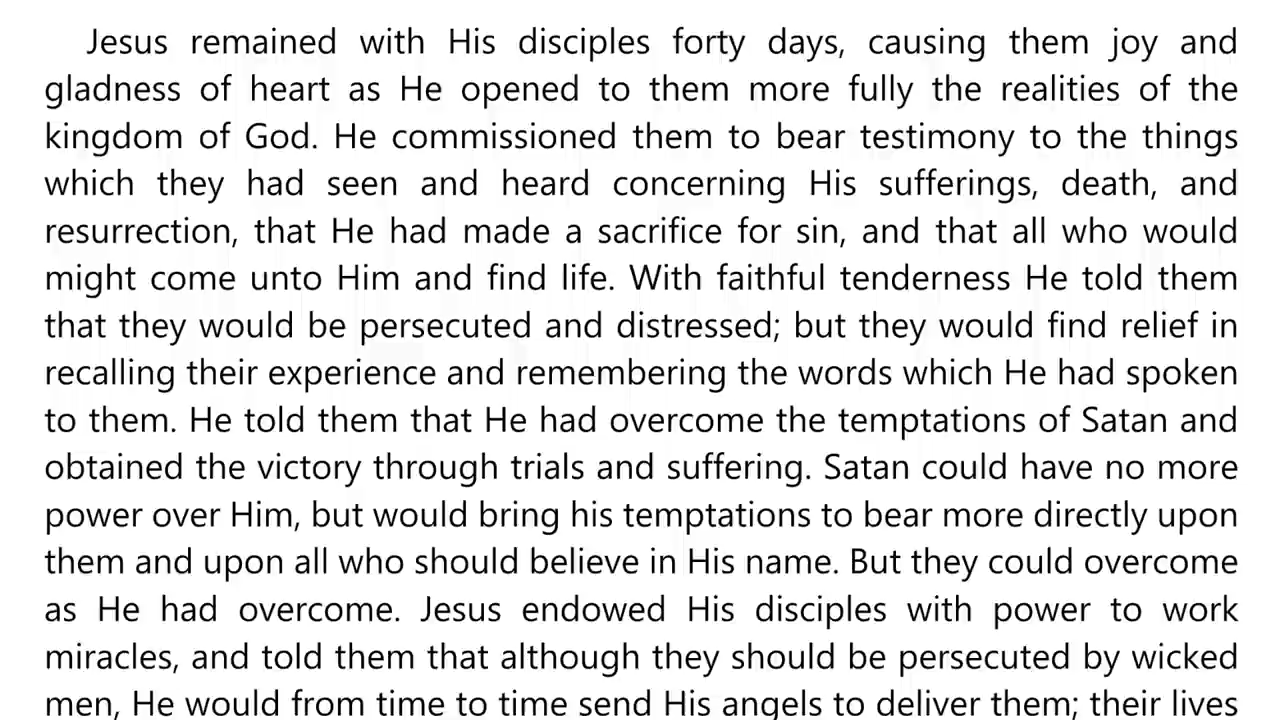 Jesus remained with His disciples forty days, causing them joy and
gladness of heart as He opened to them more fully the realities of the
kingdom of God. He commissioned them to bear testimony to the things
which they had seen and heard concerning His sufferings, death, and
resurrection, that He had made a sacrifice for sin, and that all who would
might come unto Him and find life. With faithful tenderness He told them
that they would be persecuted and distressed; but they would find relief in
recalling their experience and remembering the words which He had spoken
to them. He told them that He had overcome the temptations of Satan and
obtained the victory through trials and suffering. Satan could have no more
power over Him, but would bring his temptations to bear more directly upon
them and upon all who should believe in His name. But they could overcome
as He had overcome. Jesus endowed His disciples with power to work
miracles, and told them that although they should be persecuted by wicked
men, He would from time to time send His angels to deliver them; their lives